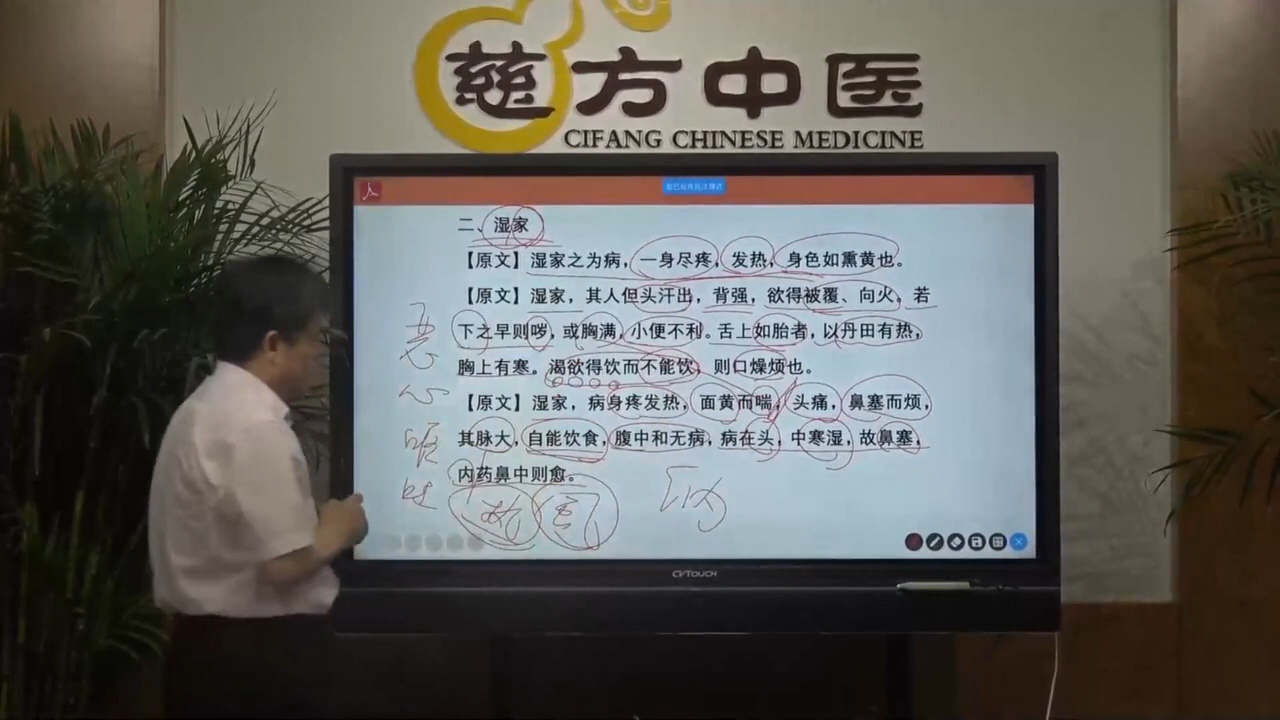 慈方中医
CIFANG CHINESE MEDICINE
二、湿家
【原文】湿家之为病，一身尽疼，发热，身色如熏黄也。
【原文】湿家，其人但头汗出，背强，欲得被覆、向火。若
下之早则哕，或胸满，小便不利。舌上如胎者，以丹田有热，
胸上有寒。渴欲得饮而不能饮，则口燥烦也。
【原文】湿家，病身疼发热，面黄而喘，头痛，鼻塞而烦，
其脉大，自能饮食，腹中和无病，病在头，中寒湿，故鼻塞，
内药鼻中则愈。
恶心呕吐
CVTOUCH